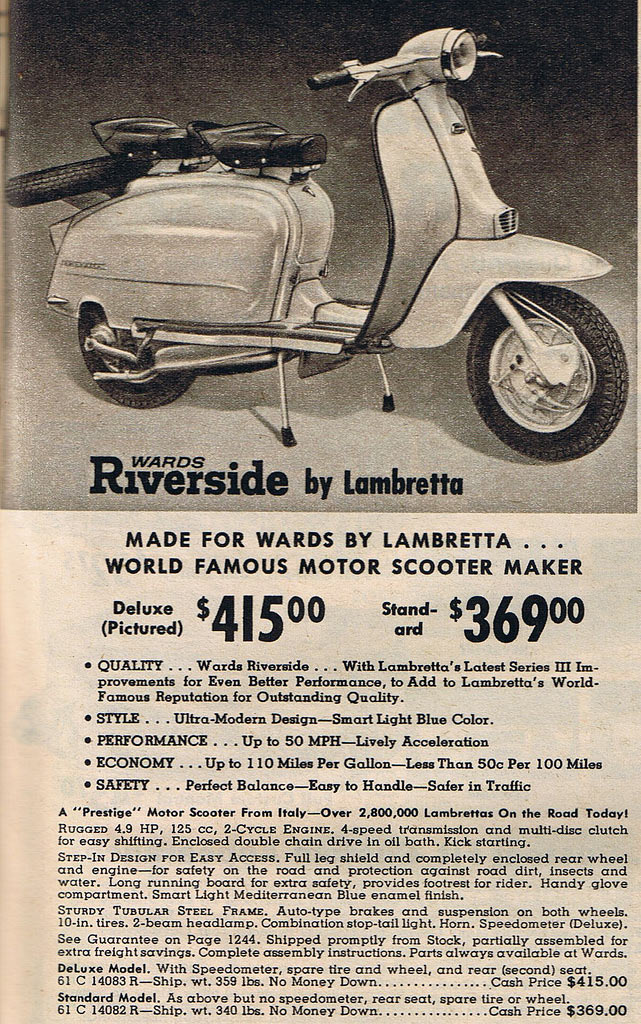 WARDS
Riverside by Lambretta
MADE FOR WARDS BY LAMBRETTA . . .
WORLD FAMOUS MOTOR SCOOTER MAKER
Deluxe (Pictured) $415 00 Stand- ard $369 00
• QUALITY . . . Wards Riverside . . . With Lambretta's Latest Series III Im-
provements for Even Better Performance, to Add to Lambretta's World-
Famous Reputation for Outstanding Quality.
• STYLE . . . Ultra-Modern Design—Smart Light Blue Color.
• PERFORMANCE . . . Up to 50 MPH—Lively Acceleration
• ECONOMY . . . Up to 110 Miles Per Gallon—Less Than 50c Per 100 Miles
• SAFETY . . . Perfect Balance—Easy to Handle—Safer in Traffic
A "Prestige" Motor Scooter From Italy—Over 2,800,000 Lambrettas On the Road Today!
RUGGED 4.9 HP, 125 CC, 2-CYCLE ENGINE. 4-speed transmission and multi-disc clutch
for easy shifting. Enclosed double chain drive in oil bath. Kick starting.
STEP-IN DESIGN FOR EASY ACCESS. Full leg shield and completely enclosed rear wheel
and engine—for safety on the road and protection against road dirt, insects and
water. Long running board for extra safety, provides footrest for rider. Handy glove
compartment. Smart Light Mediterranean Blue enamel finish.
STURDY TUBULAR STEEL FRAME. Auto-type brakes and suspension on both wheels.
10-in. tires. 2-beam headlamp. Combination stop-tail light. Horn. Speedometer (Deluxe).
See Guarantee on Page 1244. Shipped promptly from Stock, partially assembled for
extra freight savings. Complete assembly instructions. Parts always available at Wards.
DeLuxe Model. With Speedometer, spare tire and wheel, and rear (second) seat.
61 C 14083 R—Ship. wt. 359 lbs. No Money Down................Cash Price $415.00
Standard Model. As above but no speedometer, rear seat, spare tire or wheel.
61 C 14082 R—Ship. wt. 340 lbs. No Money Down................Cash Price $369.00